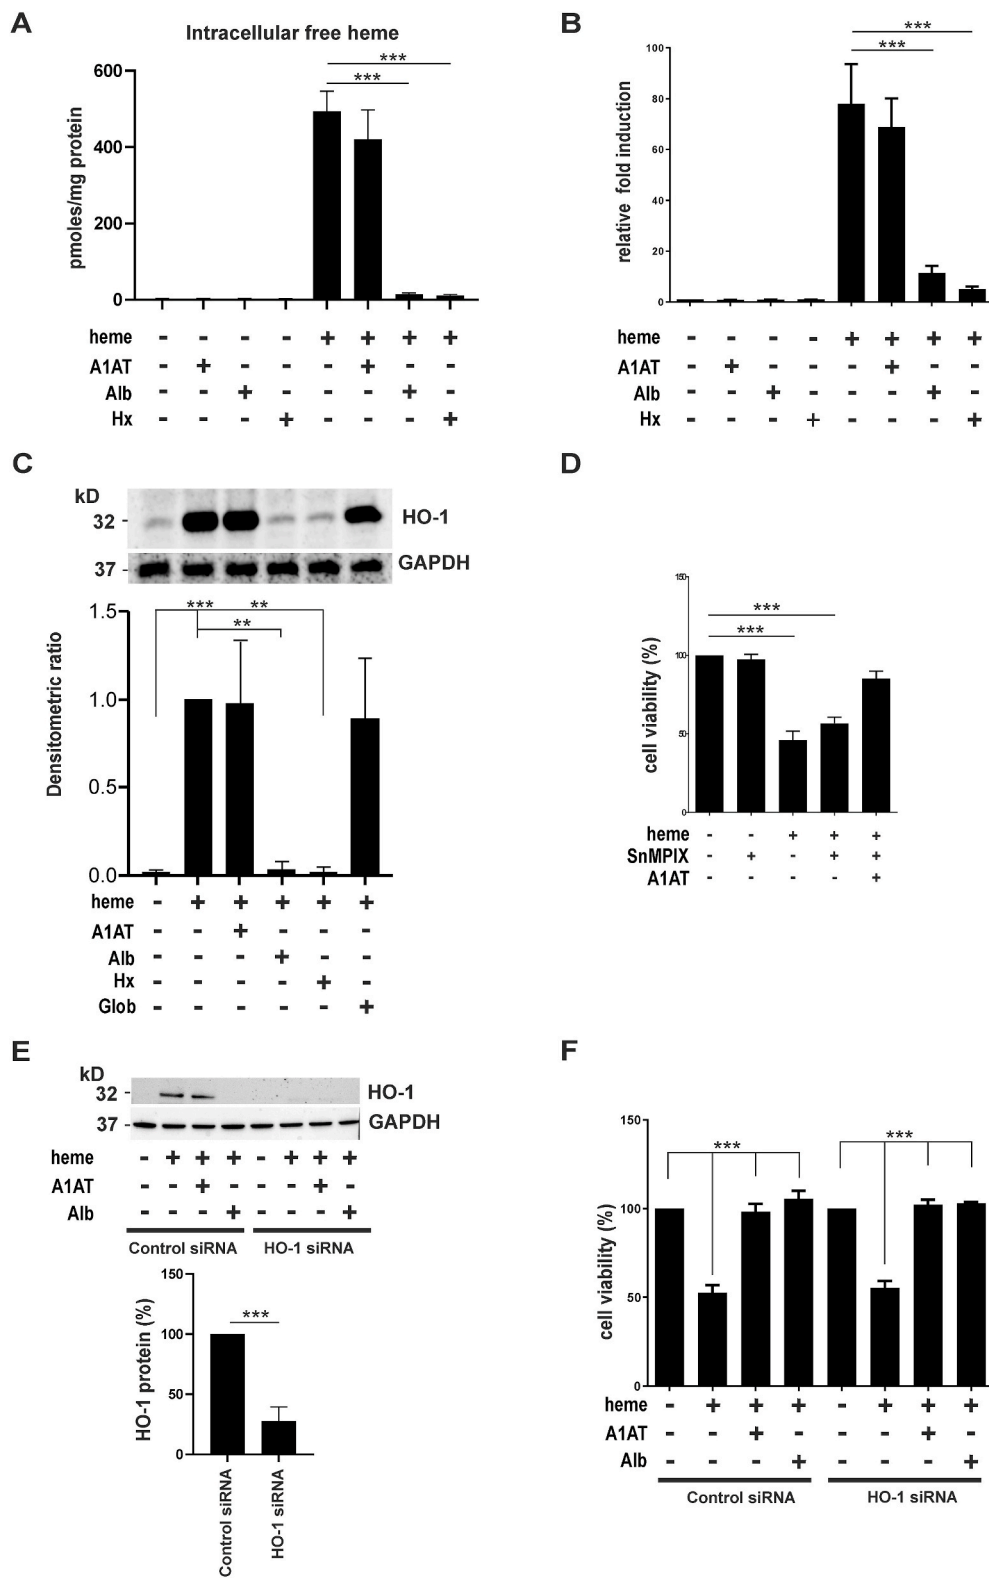 A
Intracellular free heme
***
***
pmoles/mg protein
600
400
200
0
heme - - - - + + + +
A1AT - + - - - + - -
Alb - - + - - - + -
Hx - - - + - - - +
B
***
***
relative fold induction
100
80
60
40
20
0
heme - - - - + + + +
A1AT - + - - - + - -
Alb - - + - - - + -
Hx - - - + - - - +
C
kD
32 - HO-1
37 - GAPDH
*** **
**
Densitometric ratio
1.5
1.0
0.5
0.0
heme - + + + + +
A1AT - - + - - -
Alb - - - + - -
Hx - - - - + -
Glob - - - - - +
D
***
***
cell viability (%)
150
100
50
0
heme - - + + +
SnMPIX - + - + +
A1AT - - - - +
E
kD
32 - HO-1
37 - GAPDH
heme - + + + - + + +
A1AT - - + - - - + -
Alb - - - + - - - +
Control siRNA HO-1 siRNA
***
HO-1 protein (%)
150
100
50
0
Control siRNA
HO-1 siRNA
F
*** ***
cell viability (%)
150
100
50
0
heme - + + + - + + +
A1AT - - + - - - + -
Alb - - - + - - - +
Control siRNA HO-1 siRNA